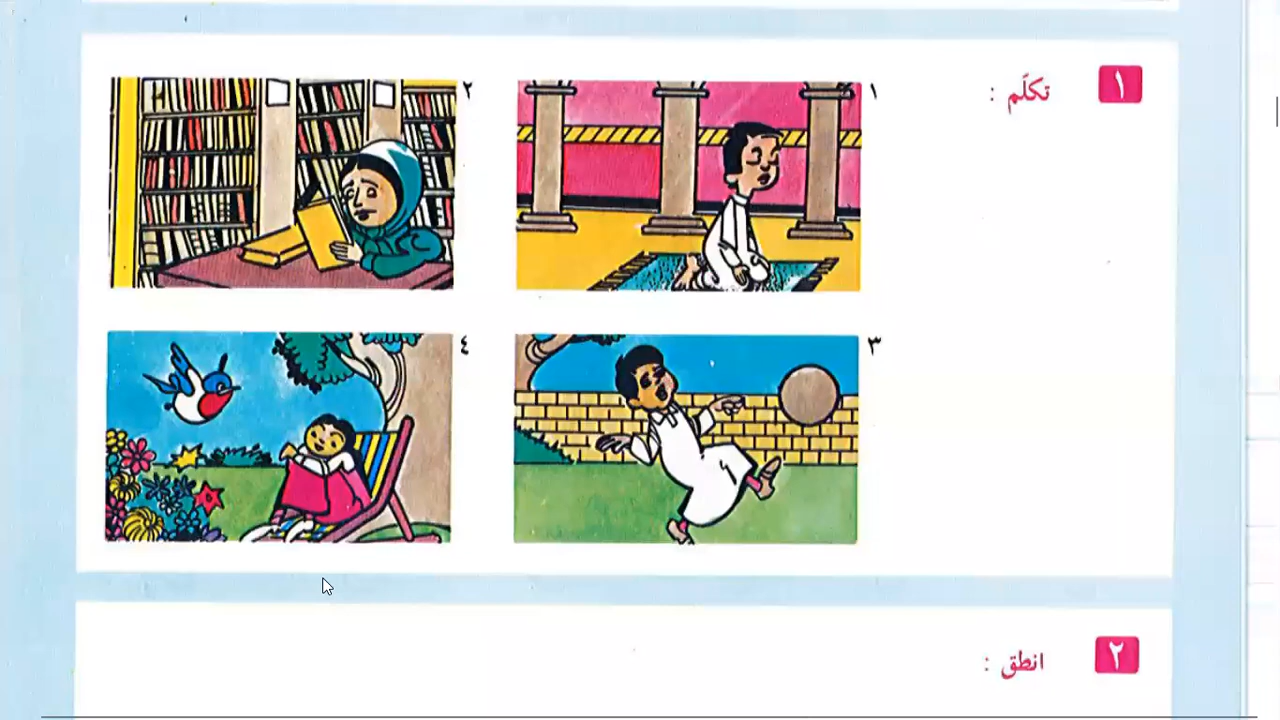 ١ تكلّم :
١
٢
٣
٤
٢ انطق :